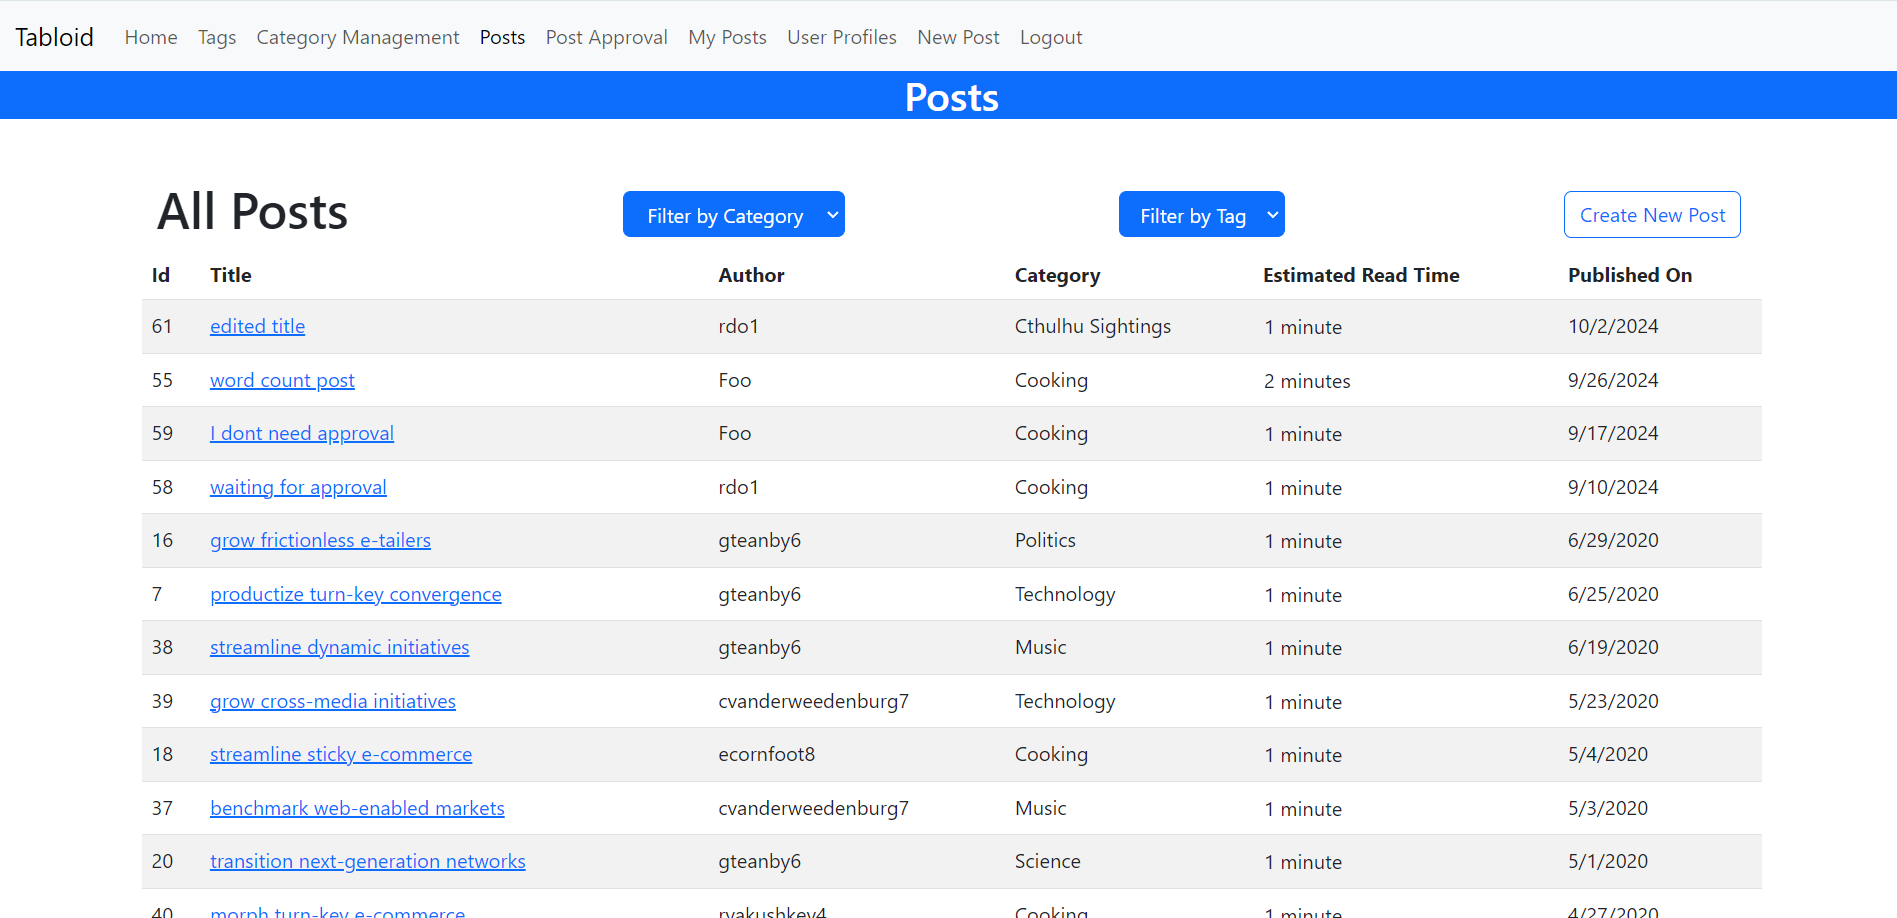 Tabloid Home Tags Category Management Posts Post Approval My Posts User Profiles New Post Logout
Posts
All Posts Filter by Category Filter by Tag Create New Post
Id Title Author Category Estimated Read Time Published On
61 edited title rdo1 Cthulhu Sightings 1 minute 10/2/2024
55 word count post Foo Cooking 2 minutes 9/26/2024
59 I dont need approval Foo Cooking 1 minute 9/17/2024
58 waiting for approval rdo1 Cooking 1 minute 9/10/2024
16 grow frictionless e-tailers gteanby6 Politics 1 minute 6/29/2020
7 productize turn-key convergence gteanby6 Technology 1 minute 6/25/2020
38 streamline dynamic initiatives gteanby6 Music 1 minute 6/19/2020
39 grow cross-media initiatives cvanderweedenburg7 Technology 1 minute 5/23/2020
18 streamline sticky e-commerce ecornfoot8 Cooking 1 minute 5/4/2020
37 benchmark web-enabled markets cvanderweedenburg7 Music 1 minute 5/3/2020
20 transition next-generation networks gteanby6 Science 1 minute 5/1/2020
40 morph turn-key e-commerce ryakushkev4 Cooking 1 minute 4/27/2020